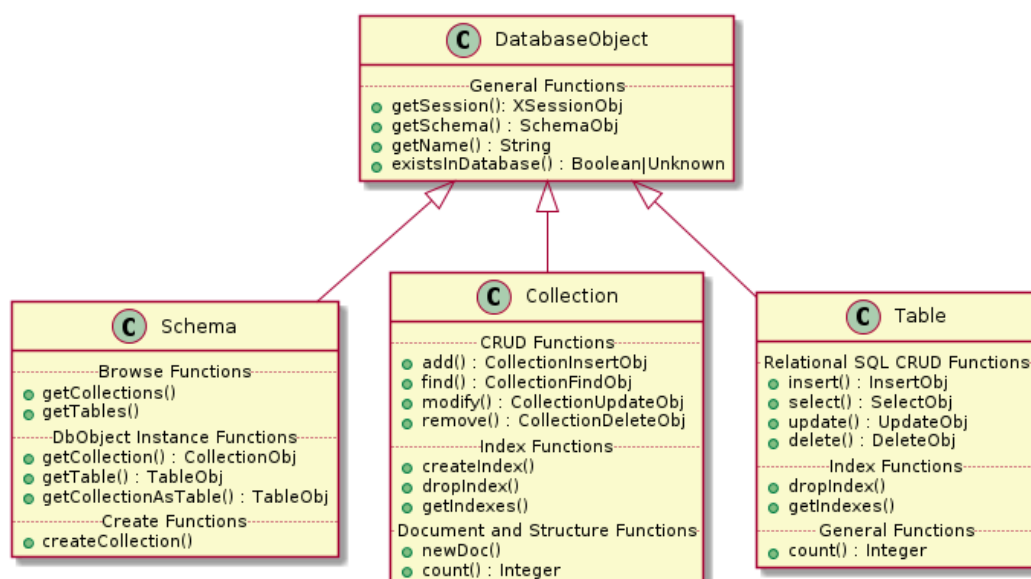 C DatabaseObject
General Functions
getSession(): XSessionObj
getSchema() : SchemaObj
getName() : String
existsInDatabase() : Boolean|Unknown
C Schema
Browse Functions
getCollections()
getTables()
DbObject Instance Functions
getCollection() : CollectionObj
getTable() : TableObj
getCollectionAsTable() : TableObj
Create Functions
createCollection()
C Collection
CRUD Functions
add() : CollectionInsertObj
find() : CollectionFindObj
modify() : CollectionUpdateObj
remove() : CollectionDeleteObj
Index Functions
createIndex()
dropIndex()
getIndexes()
Document and Structure Functions
newDoc()
count() : Integer
C Table
Relational SQL CRUD Functions
insert() : InsertObj
select() : SelectObj
update() : UpdateObj
delete() : DeleteObj
Index Functions
dropIndex()
getIndexes()
General Functions
count() : Integer